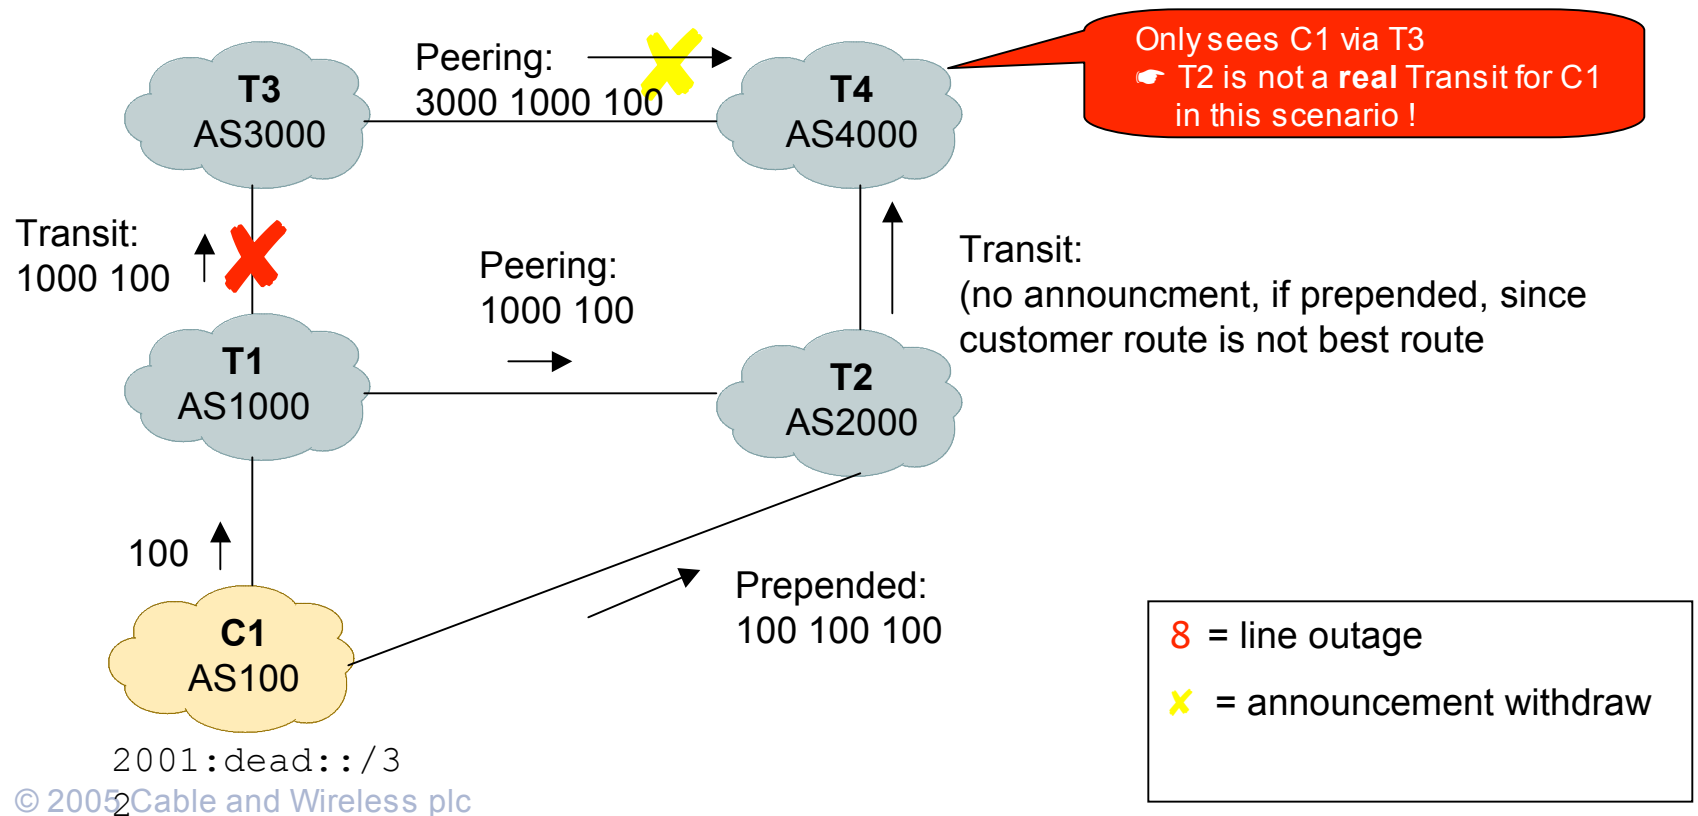 Peering:
3000 1000 100
T3
AS3000
T4
AS4000
Only sees C1 via T3
☛ T2 is not a real Transit for C1
in this scenario !
Transit:
1000 100
Peering:
1000 100
Transit:
(no announcment, if prepended, since
customer route is not best route
T1
AS1000
T2
AS2000
100
Prepended:
100 100 100
C1
AS100
8 = line outage
✘ = announcement withdraw
2001:dead::/3
2
© 2005 Cable and Wireless plc